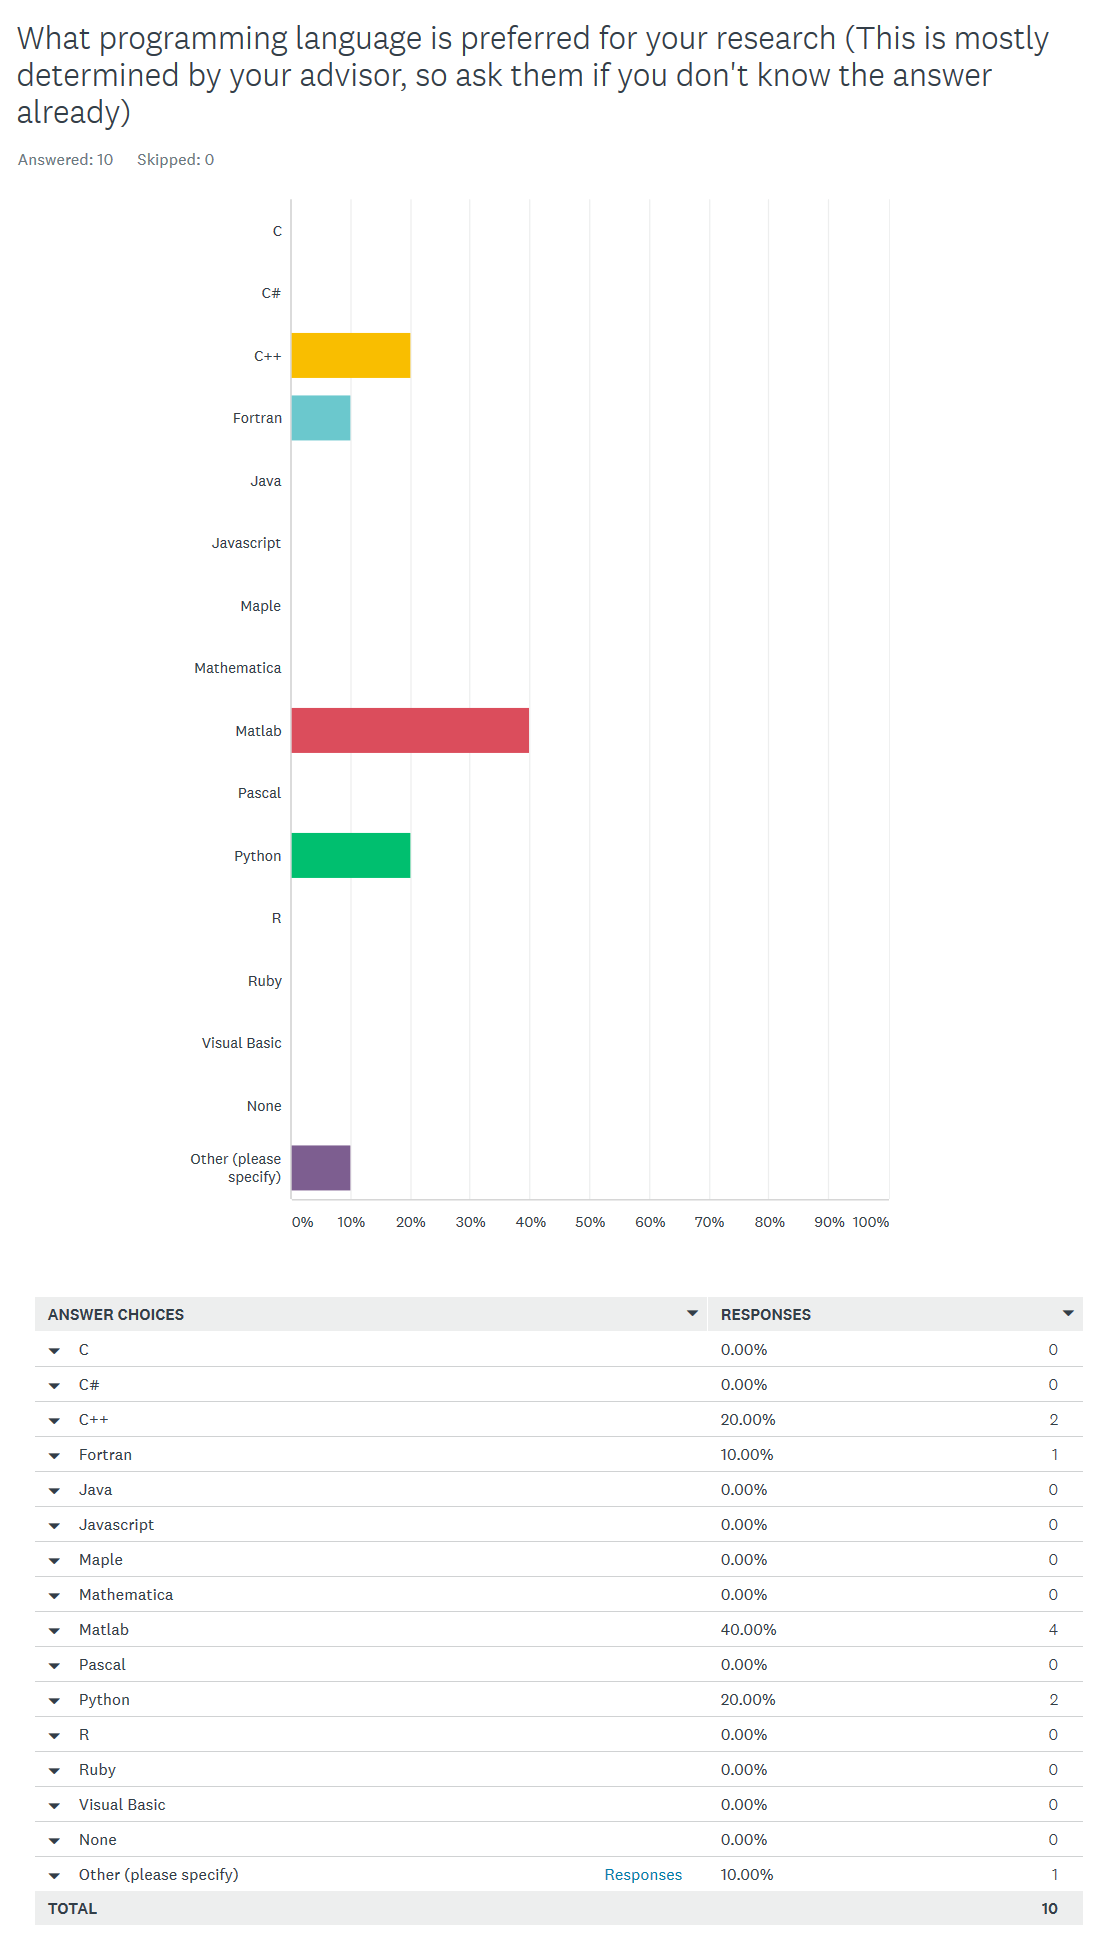 What programming language is preferred for your research (This is mostly
determined by your advisor, so ask them if you don't know the answer
already)
Answered: 10 Skipped: 0
C
C#
C++
Fortran
Java
Javascript
Maple
Mathematica
Matlab
Pascal
Python
R
Ruby
Visual Basic
None
Other (please
specify)
0% 10% 20% 30% 40% 50% 60% 70% 80% 90% 100%
ANSWER CHOICES RESPONSES
C 0.00% 0
C# 0.00% 0
C++ 20.00% 2
Fortran 10.00% 1
Java 0.00% 0
Javascript 0.00% 0
Maple 0.00% 0
Mathematica 0.00% 0
Matlab 40.00% 4
Pascal 0.00% 0
Python 20.00% 2
R 0.00% 0
Ruby 0.00% 0
Visual Basic 0.00% 0
None 0.00% 0
Other (please specify) Responses 10.00% 1
TOTAL 10